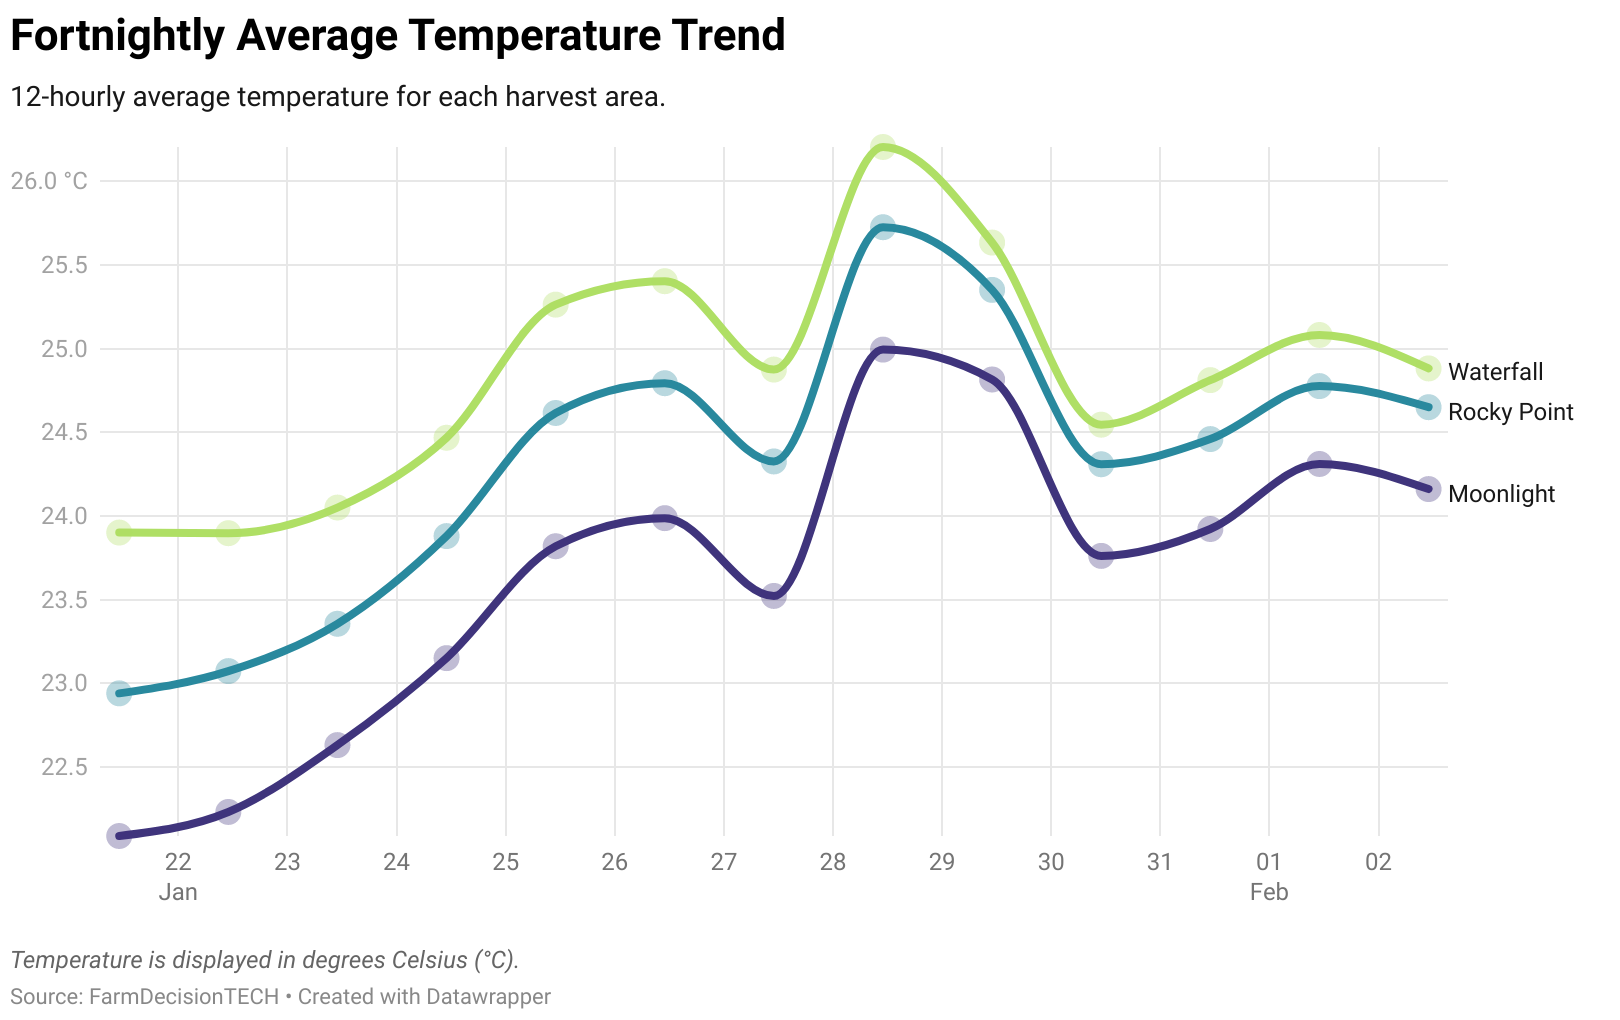 Fortnightly Average Temperature Trend
12-hourly average temperature for each harvest area.
26.0 °C
25.5
25.0
24.5
24.0
23.5
23.0
22.5
Waterfall
Rocky Point
Moonlight
22 23 24 25 26 27 28 29 30 31 01 02
Jan Feb
Temperature is displayed in degrees Celsius (°C).
Source: FarmDecisionTECH • Created with Datawrapper